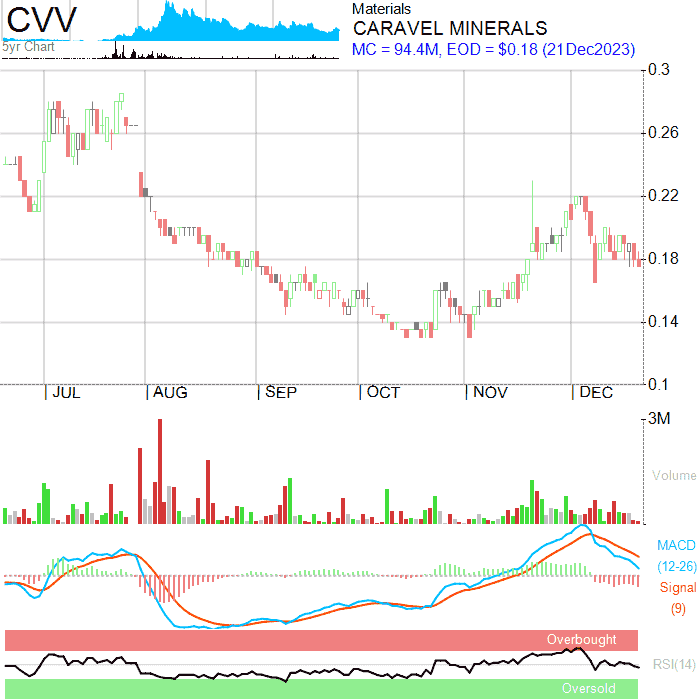 CVV
5yr Chart
Materials
CARAVEL MINERALS
MC = 94.4M, EOD = $0.18 (21Dec2023)
0.3
0.26
0.22
0.18
0.14
0.1
JUL AUG SEP OCT NOV DEC
3M
Volume
MACD
(12-26)
Signal
(9)
Overbought
RSI(14)
Oversold